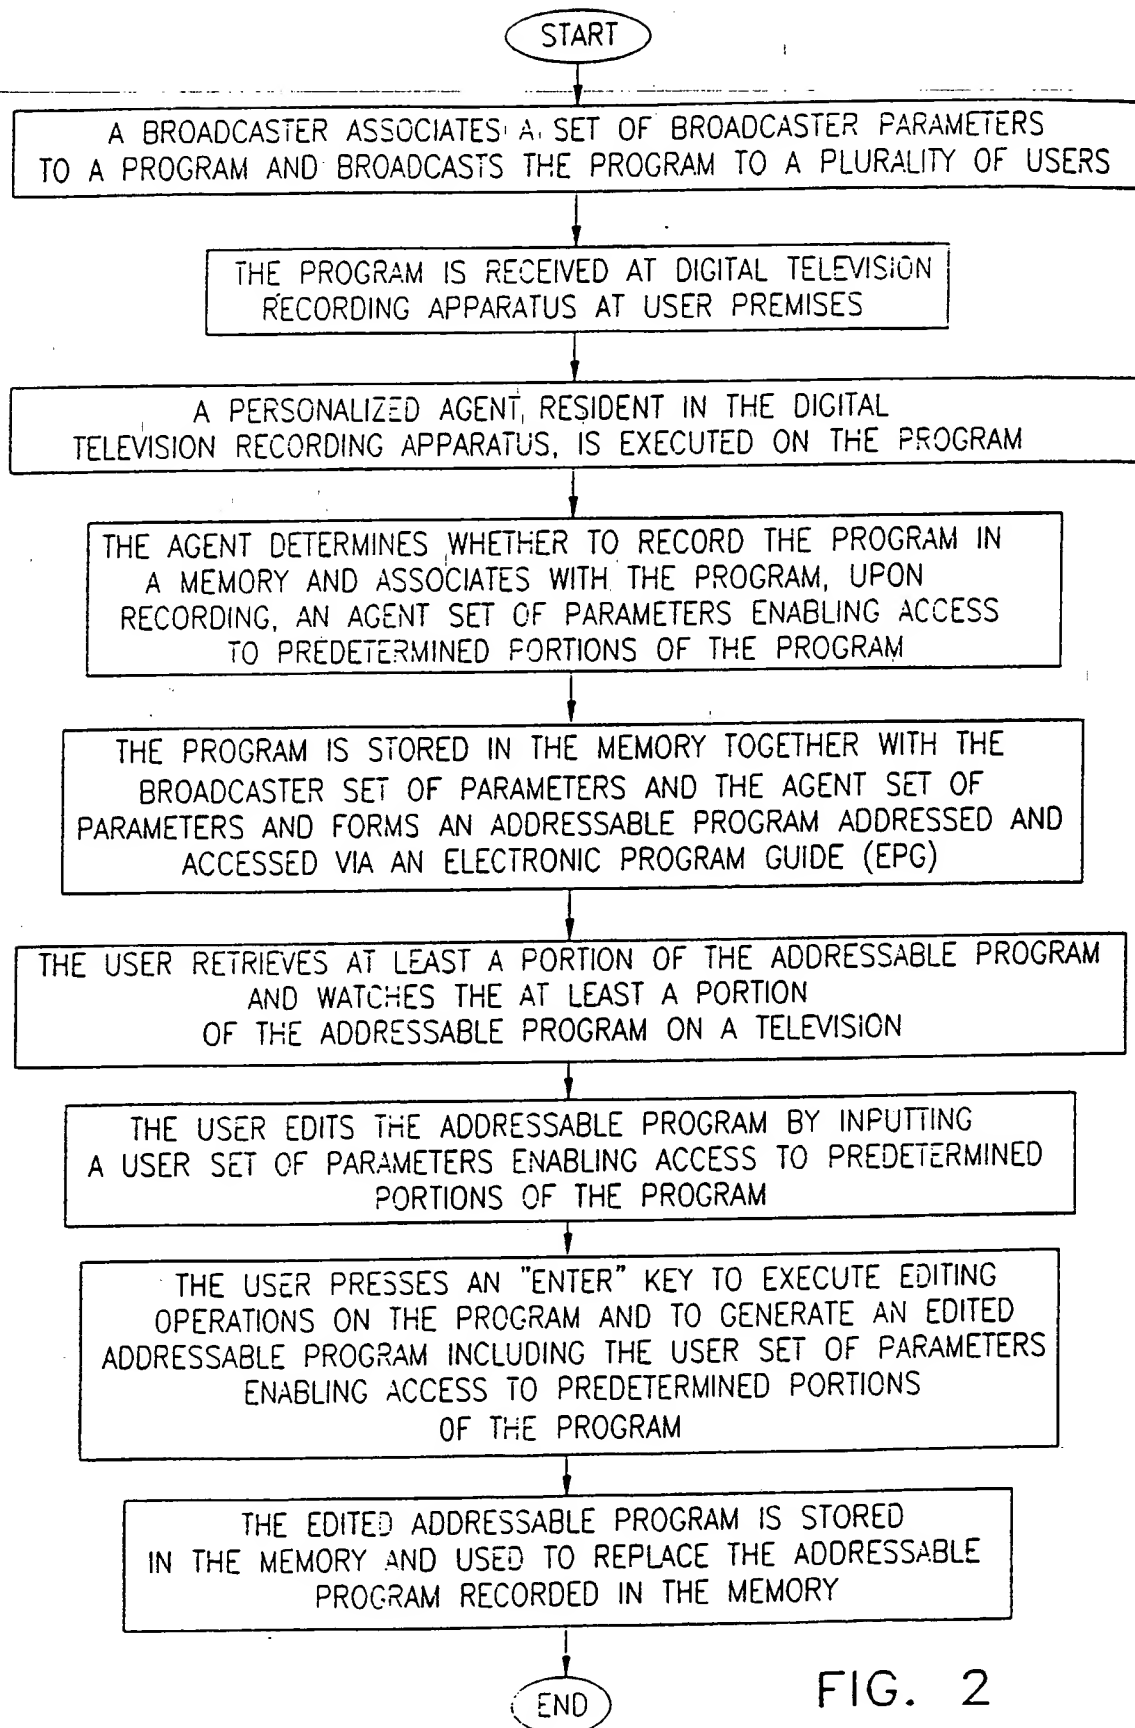 START
A BROADCASTER ASSOCIATES A SET OF BROADCASTER PARAMETERS
TO A PROGRAM AND BROADCASTS THE PROGRAM TO A PLURALITY OF USERS
THE PROGRAM IS RECEIVED AT DIGITAL TELEVISION
RECORDING APPARATUS AT USER PREMISES
A PERSONALIZED AGENT, RESIDENT IN THE DIGITAL
TELEVISION RECORDING APPARATUS, IS EXECUTED ON THE PROGRAM
THE AGENT DETERMINES WHETHER TO RECORD THE PROGRAM IN
A MEMORY AND ASSOCIATES WITH THE PROGRAM, UPON
RECORDING, AN AGENT SET OF PARAMETERS ENABLING ACCESS
TO PREDETERMINED PORTIONS OF THE PROGRAM
THE PROGRAM IS STORED IN THE MEMORY TOGETHER WITH THE
BROADCASTER SET OF PARAMETERS AND THE AGENT SET OF
PARAMETERS AND FORMS AN ADDRESSABLE PROGRAM ADDRESSED AND
ACCESSED VIA AN ELECTRONIC PROGRAM GUIDE (EPG)
THE USER RETRIEVES AT LEAST A PORTION OF THE ADDRESSABLE PROGRAM
AND WATCHES THE AT LEAST A PORTION
OF THE ADDRESSABLE PROGRAM ON A TELEVISION
THE USER EDITS THE ADDRESSABLE PROGRAM BY INPUTTING
A USER SET OF PARAMETERS ENABLING ACCESS TO PREDETERMINED
PORTIONS OF THE PROGRAM
THE USER PRESSES AN "ENTER" KEY TO EXECUTE EDITING
OPERATIONS ON THE PROGRAM AND TO GENERATE AN EDITED
ADDRESSABLE PROGRAM INCLUDING THE USER SET OF PARAMETERS
ENABLING ACCESS TO PREDETERMINED PORTIONS
OF THE PROGRAM
THE EDITED ADDRESSABLE PROGRAM IS STORED
IN THE MEMORY AND USED TO REPLACE THE ADDRESSABLE
PROGRAM RECORDED IN THE MEMORY
END
FIG. 2